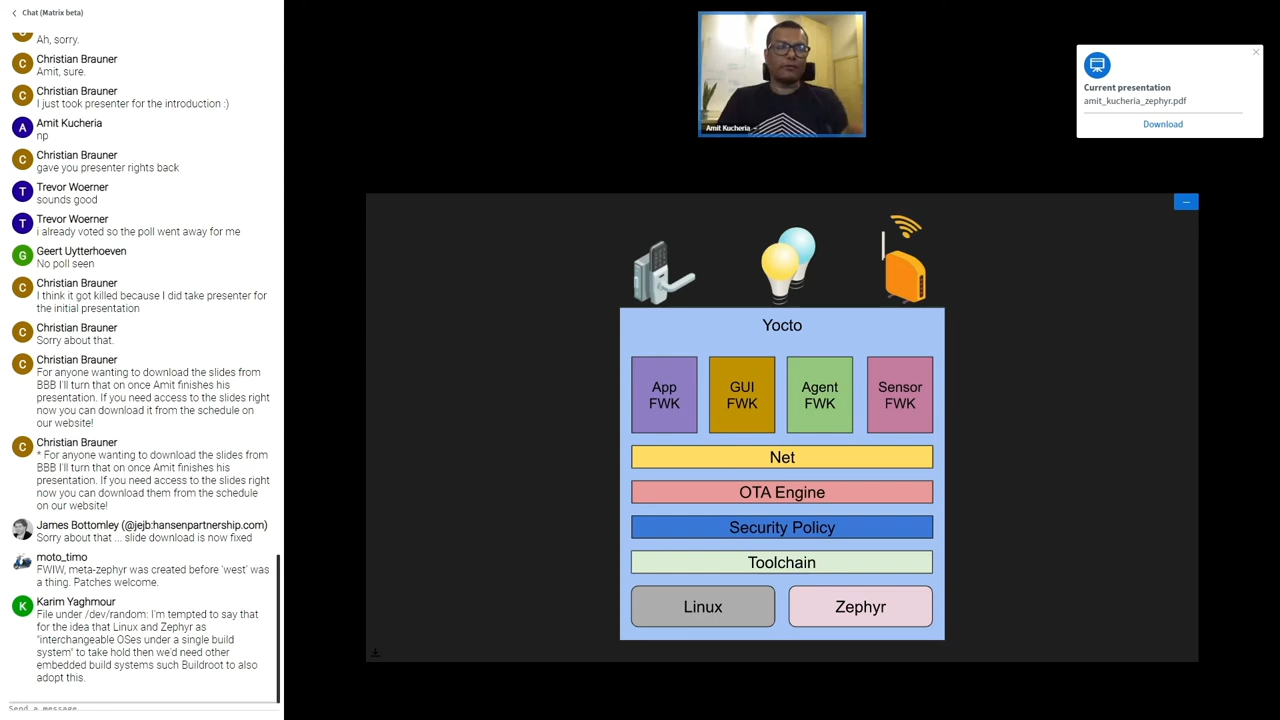 Chat (Matrix beta)
Ah, sorry.
Christian Brauner
Amit, sure.
Christian Brauner
I just took presenter for the introduction :)
A
Amit Kucheria
np
Christian Brauner
gave you presenter rights back
Trevor Woerner
sounds good
Trevor Woerner
i already voted so the poll went away for me
Geert Uytterhoeven
No poll seen
Christian Brauner
I think it got killed because I did take presenter for
the initial presentation
Christian Brauner
Sorry about that.
Christian Brauner
For anyone wanting to download the slides from
BBB I'll turn that on once Amit finishes his
presentation. If you need access to the slides right
now you can download it from the schedule on
our website!
Christian Brauner
* For anyone wanting to download the slides from
BBB I'll turn that on once Amit finishes his
presentation. If you need access to the slides right
now you can download them from the schedule
on our website!
James Bottomley (@jejb:hansenpartnership.com)
Sorry about that ... slide download is now fixed
moto_timo
FWIW, meta-zephyr was created before 'west' was
a thing. Patches welcome.
Karim Yaghmour
File under /dev/random: I'm tempted to say that
for the idea that Linux and Zephyr as
"interchangeable OSes under a single build
system" to take hold then we'd need other
embedded build systems such Buildroot to also
adopt this.
Send a message
Amit Kucheria
Current presentation
amit_kucheria_zephyr.pdf
Download
Yocto
App
FWK
GUI
FWK
Agent
FWK
Sensor
FWK
Net
OTA Engine
Security Policy
Toolchain
Linux
Zephyr